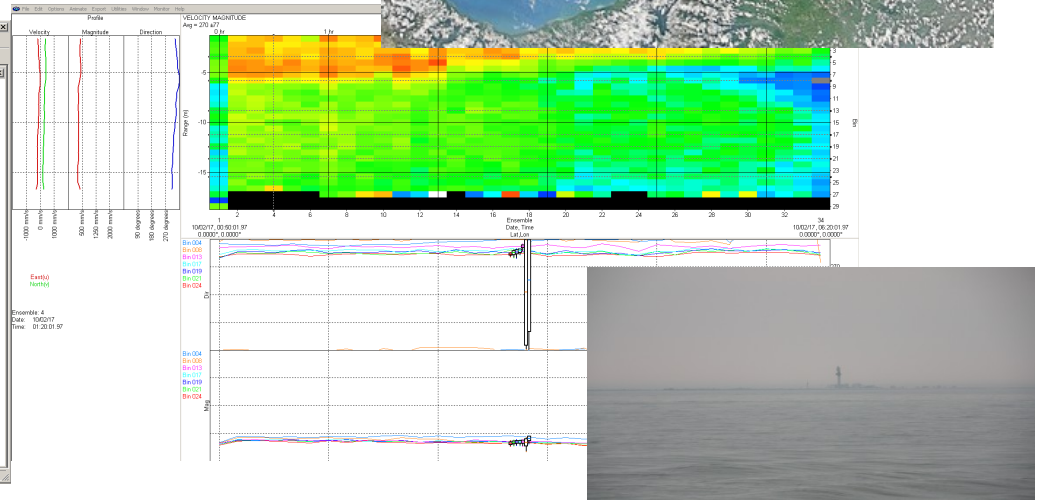 File Edit Options Animate Export Utilities Window Monitor Help
Profile
Velocity Magnitude Direction
-5
-10
-15
-1000 mm/s
0 mm/s
1000 mm/s
500 mm/s
1250 mm/s
2000 mm/s
90 degrees
180 degrees
270 degrees
East(u)
North(v)
Ensemble: 4
Date: 10/02/17
Time: 01:20:01.97
VELOCITY MAGNITUDE
0 hr 1 hr
Range (m)
-5
-10
-15
3
5
7
9
11
13
15
17
19
21
23
25
27
29
Bin
2 4 6 8 10 12 14 16 18 20 22 24 26 28 30 32
1 Ensemble 34
10/02/17, 00:50:01.97 Date, Time 10/02/17, 06:20:01.97
0.0000°, 0.0000° Lat,Lon 0.0000°, 0.0000°
Bin 004
Bin 008
Bin 013
Bin 017
Bin 019
Bin 021
Bin 024
Dir
270
Bin 004
Bin 008
Bin 013
Bin 017
Bin 019
Bin 021
Bin 024
Mag